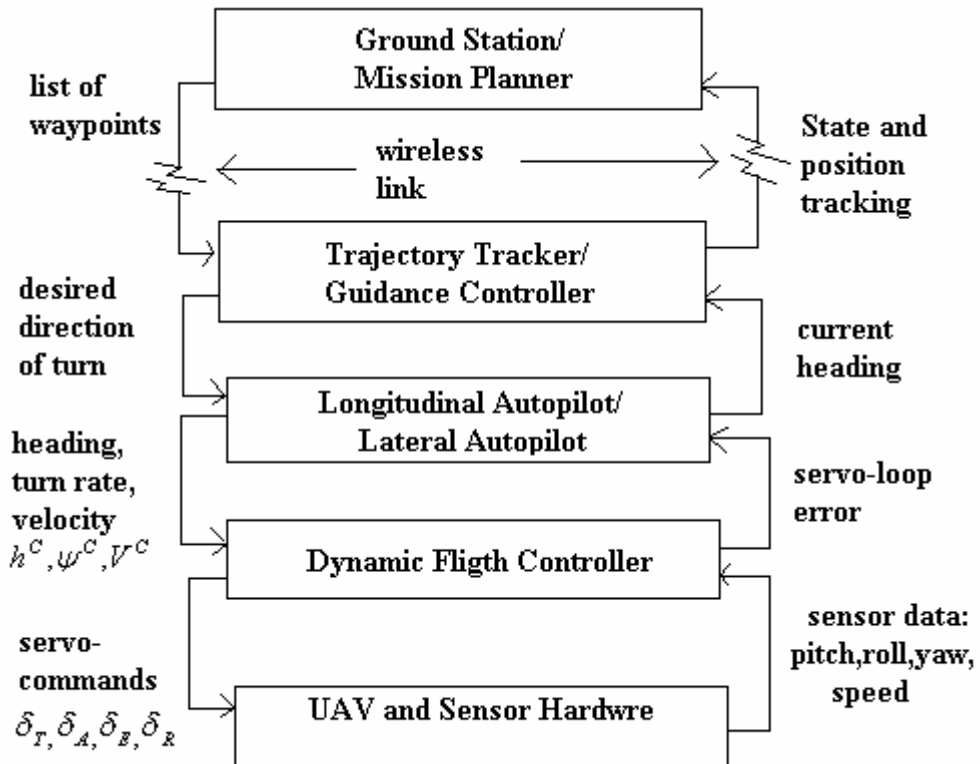 Ground Station/
Mission Planner
list of
waypoints
wireless
link
State and
position
tracking
Trajectory Tracker/
Guidance Controller
desired
direction
of turn
current
heading
Longitudinal Autopilot/
Lateral Autopilot
heading,
turn rate,
velocity
h^C, ψ^C, V^C
servo-loop
error
Dynamic Fligth Controller
servo-
commands
δ_T, δ_A, δ_E, δ_R
sensor data:
pitch,roll,yaw,
speed
UAV and Sensor Hardwre